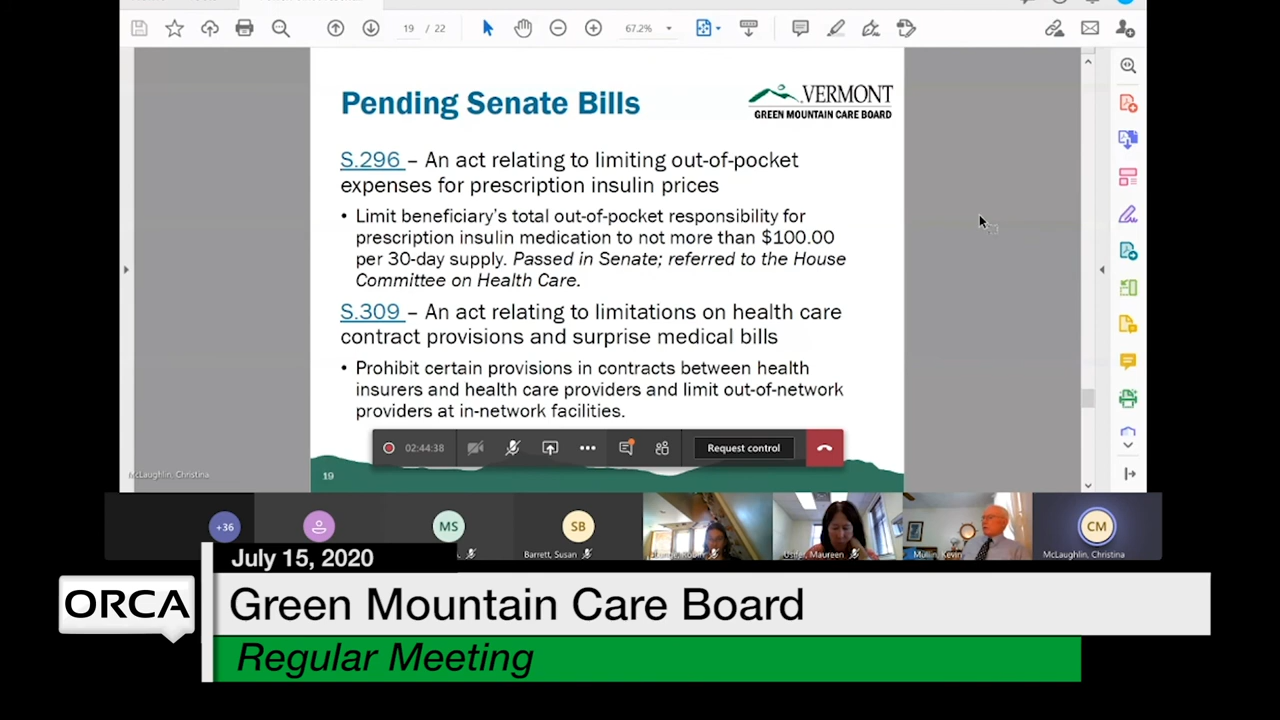 19 / 22
67.2%
Pending Senate Bills
VERMONT
GREEN MOUNTAIN CARE BOARD
S.296 – An act relating to limiting out-of-pocket
expenses for prescription insulin prices
• Limit beneficiary's total out-of-pocket responsibility for
prescription insulin medication to not more than $100.00
per 30-day supply. Passed in Senate; referred to the House
Committee on Health Care.
S.309 – An act relating to limitations on health care
contract provisions and surprise medical bills
• Prohibit certain provisions in contracts between health
insurers and health care providers and limit out-of-network
providers at in-network facilities.
02:44:38
Request control
McLaughlin, Christina
19
+36
MS
SB
CM
Barrett, Susan
Usifer, Maureen
Mullin, Kevin
McLaughlin, Christina
July 15, 2020
ORCA
Green Mountain Care Board
Regular Meeting